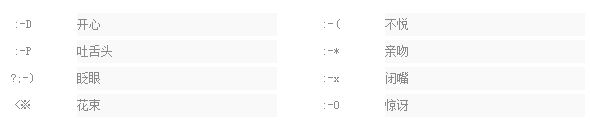 :-D 开心 :-( 不悦
:-P 吐舌头 :-* 亲吻
?;-) 眨眼 :-x 闭嘴
<※ 花束 :-O 惊讶